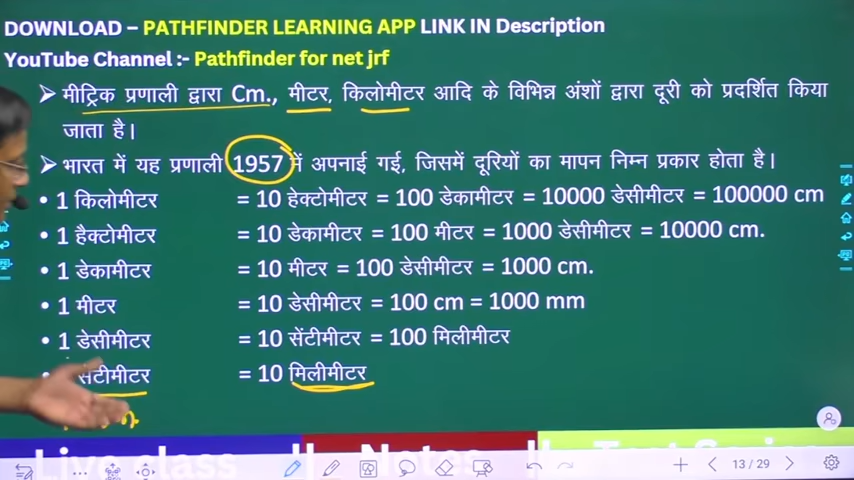 DOWNLOAD – PATHFINDER LEARNING APP LINK IN Description
YouTube Channel :- Pathfinder for net jrf
➤ मीट्रिक प्रणाली द्वारा Cm., मीटर, किलोमीटर आदि के विभिन्न अंशों द्वारा दूरी को प्रदर्शित किया
जाता है।
➤ भारत में यह प्रणाली 1957 में अपनाई गई, जिसमें दूरियों का मापन निम्न प्रकार होता है।
• 1 किलोमीटर = 10 हेक्टोमीटर = 100 डेकामीटर = 10000 डेसीमीटर = 100000 cm
• 1 हैक्टोमीटर = 10 डेकामीटर = 100 मीटर = 1000 डेसीमीटर = 10000 cm.
• 1 डेकामीटर = 10 मीटर = 100 डेसीमीटर = 1000 cm.
• 1 मीटर = 10 डेसीमीटर = 100 cm = 1000 mm
• 1 डेसीमीटर = 10 सेंटीमीटर = 100 मिलीमीटर
सेंटीमीटर = 10 मिलीमीटर
Live class || Notes ||
13 / 29